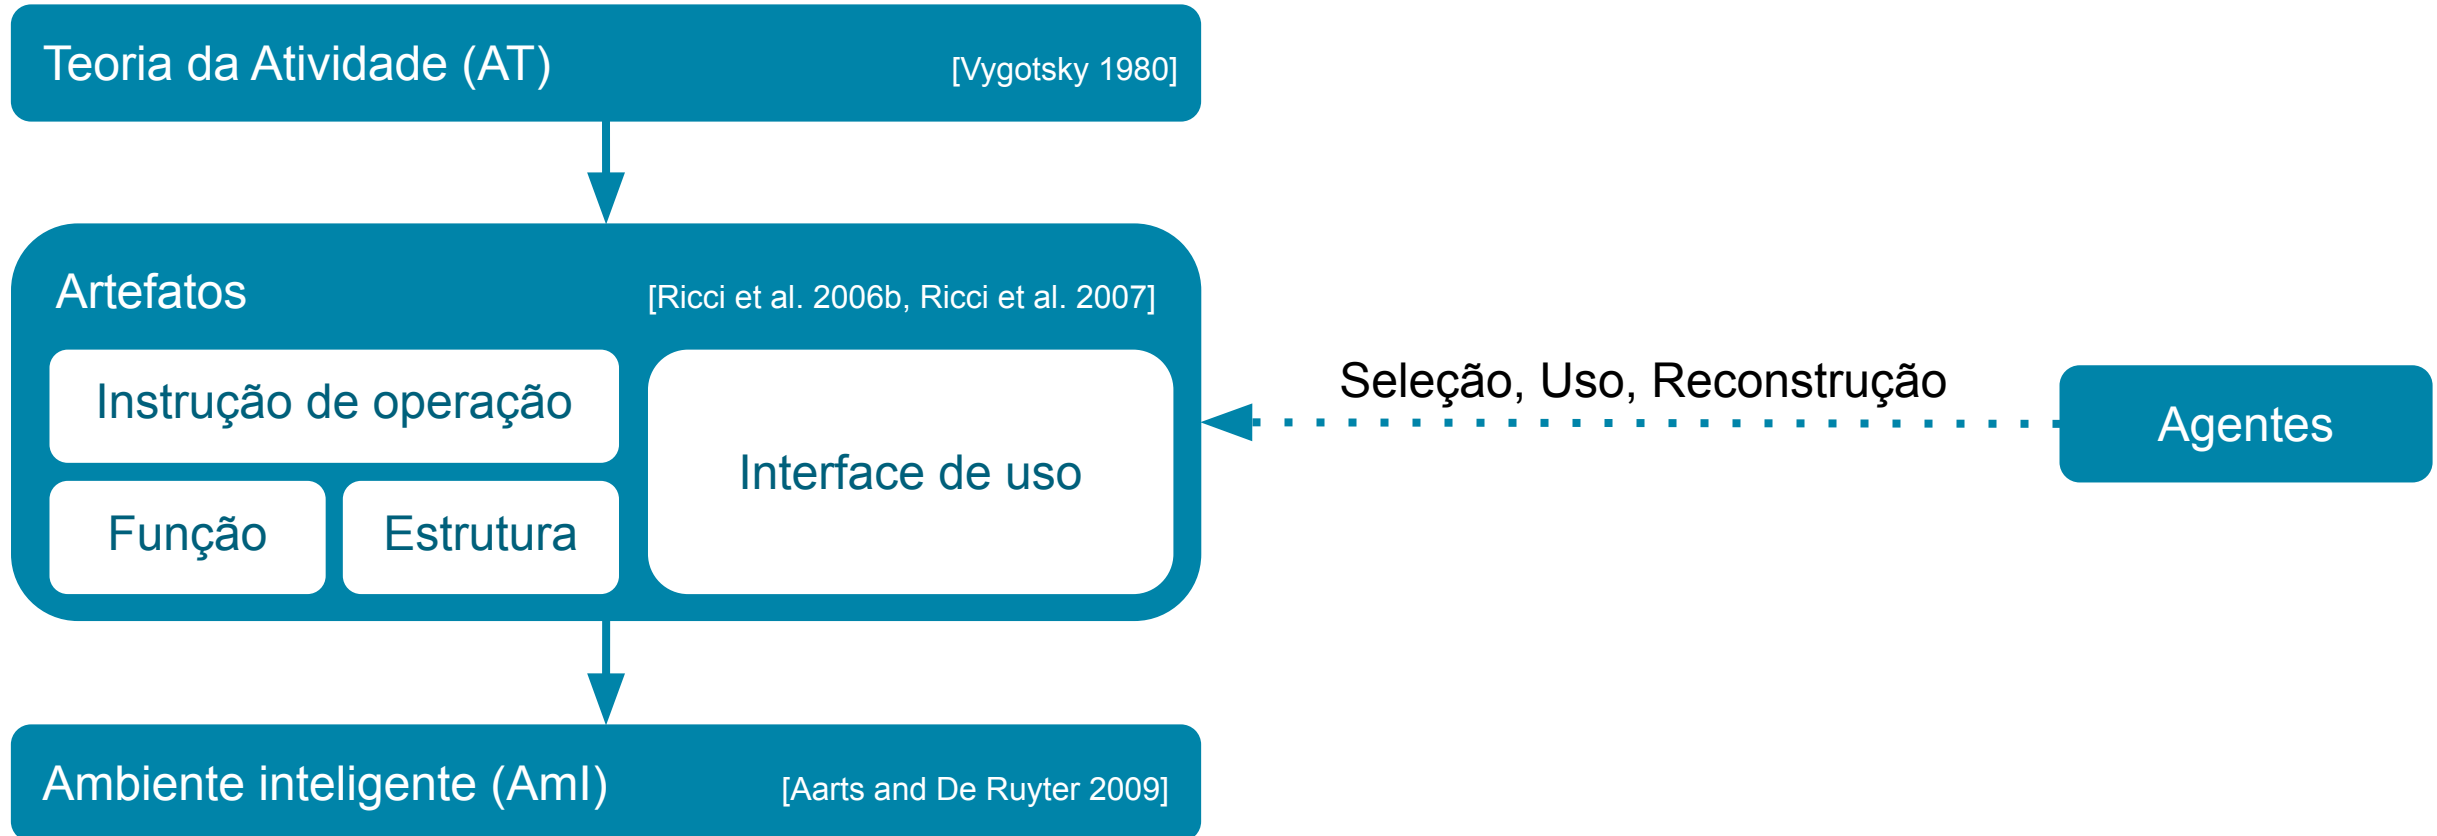 Teoria da Atividade (AT) [Vygotsky 1980]
Artefatos [Ricci et al. 2006b, Ricci et al. 2007]
Instrução de operação
Função Estrutura
Interface de uso
Seleção, Uso, Reconstrução
Agentes
Ambiente inteligente (AmI) [Aarts and De Ruyter 2009]